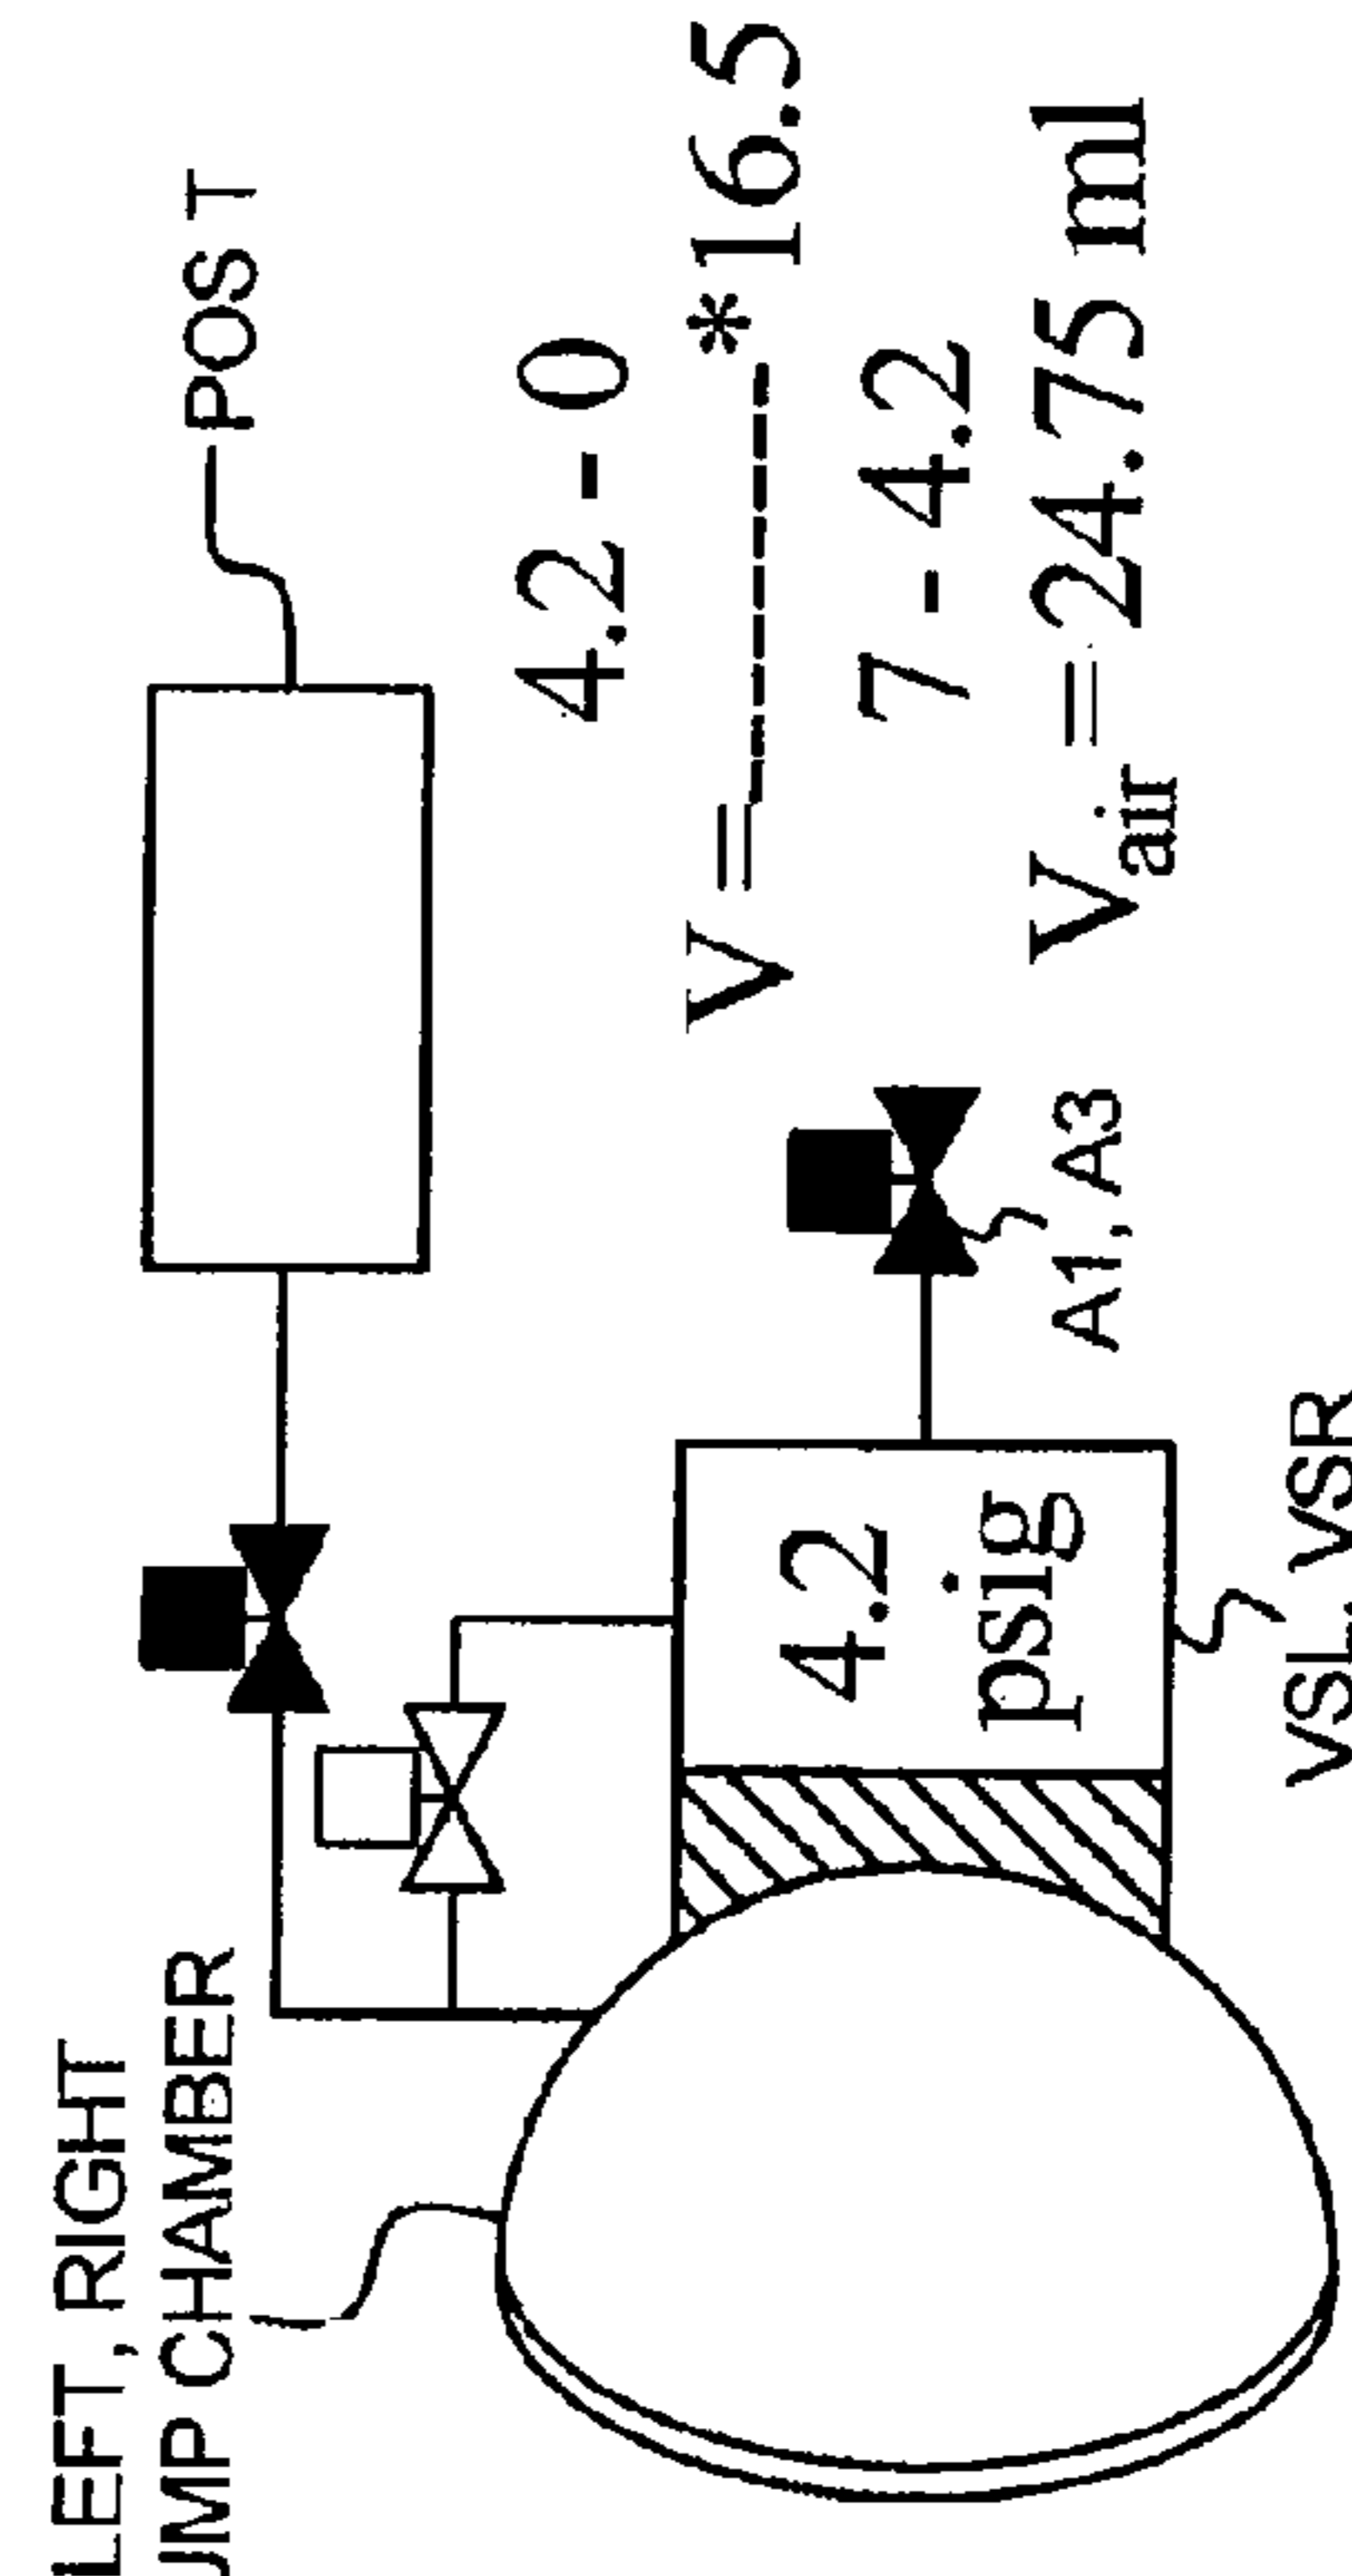 LEFT, RIGHT
UMP CHAMBER
POS T
4.2 - 0
V =--------* 16.5
7 - 4.2
Vair = 24.75 ml
4.2
psig
A1, A3
VSL, VSR